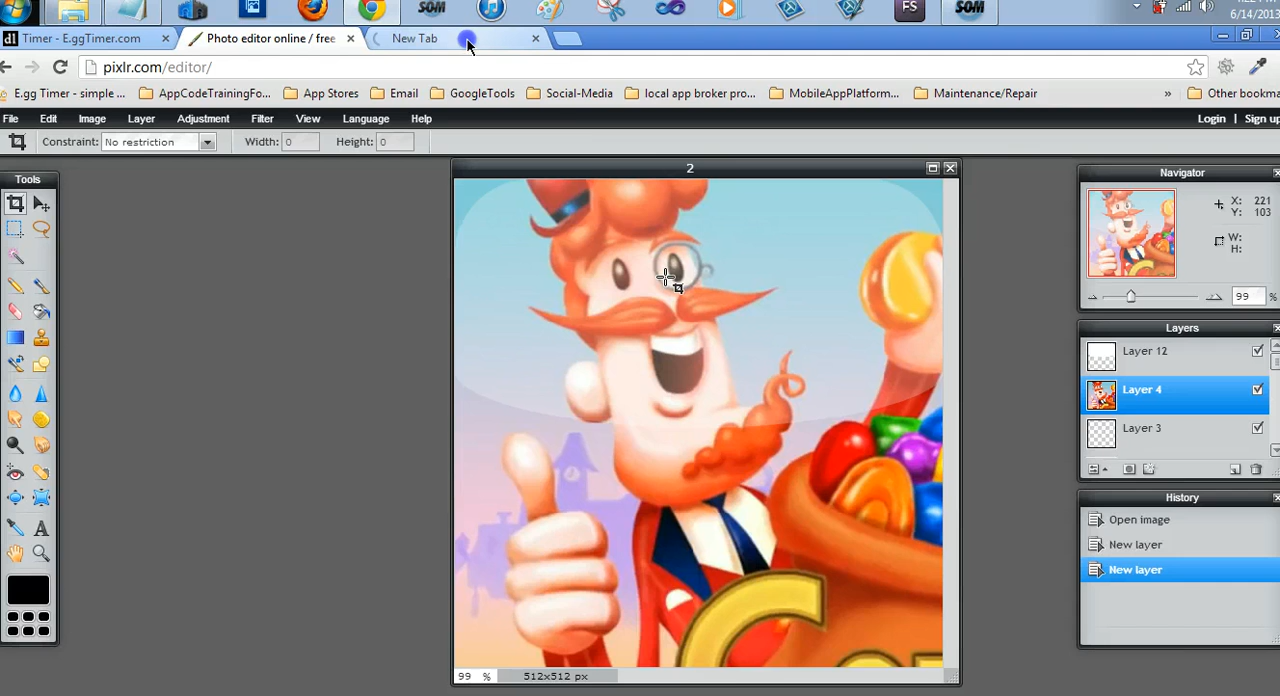 SOM
FS
SOM
6/14/2013
Timer - E.ggTimer.com
Photo editor online / free
New Tab
pixlr.com/editor/
E.gg Timer - simple ...
AppCodeTrainingFo...
App Stores
Email
GoogleTools
Social-Media
local app broker pro...
MobileAppPlatform...
Maintenance/Repair
»
Other bookma
File Edit Image Layer Adjustment Filter View Language Help
Login
Sign up
Constraint: No restriction Width: 0 Height: 0
Tools
2
Navigator
X: 221
Y: 103
W:
H:
99 %
Layers
Layer 12
Layer 4
Layer 3
History
Open image
New layer
New layer
99 % 512x512 px